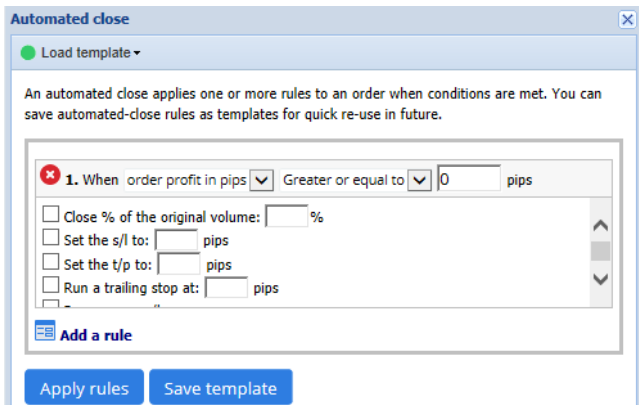 Automated close
Load template
An automated close applies one or more rules to an order when conditions are met. You can
save automated-close rules as templates for quick re-use in future.
1. When order profit in pips Greater or equal to 0 pips
Close % of the original volume: %
Set the s/l to: pips
Set the t/p to: pips
Run a trailing stop at: pips
Add a rule
Apply rules Save template